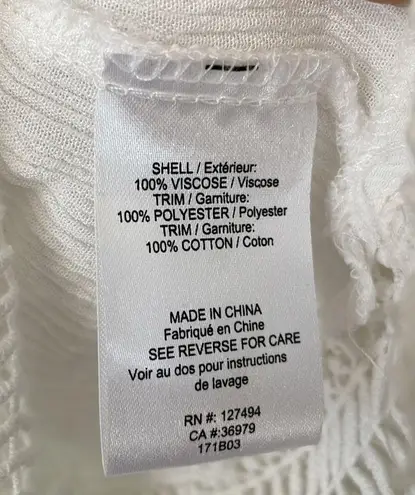 SHELL / Extérieur:
100% VISCOSE / Viscose
TRIM / Garniture:
100% POLYESTER / Polyester
TRIM / Garniture:
100% COTTON / Coton
MADE IN CHINA
Fabriqué en Chine
SEE REVERSE FOR CARE
Voir au dos pour instructions
de lavage
RN #: 127494
CA #:36979
171B03